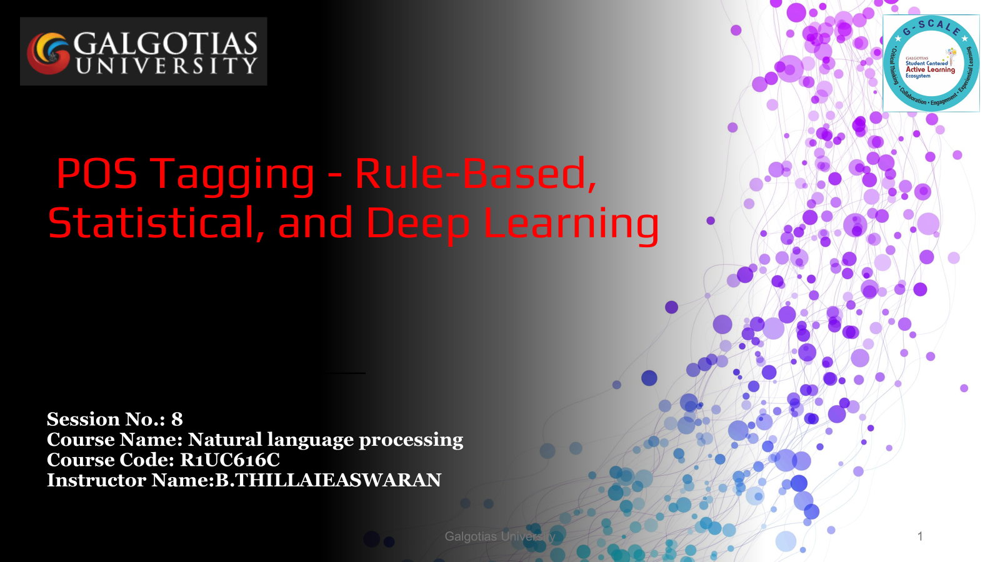 GALGOTIAS
UNIVERSITY
G-SCALE
GALGOTIAS
Student Centered
Active Learning
Ecosystem
• Critical Thinking • Collaboration • Engagement • Experiential Learning
POS Tagging - Rule-Based,
Statistical, and Deep Learning
Session No.: 8
Course Name: Natural language processing
Course Code: R1UC616C
Instructor Name:B.THILLAIEASWARAN
Galgotias University
1